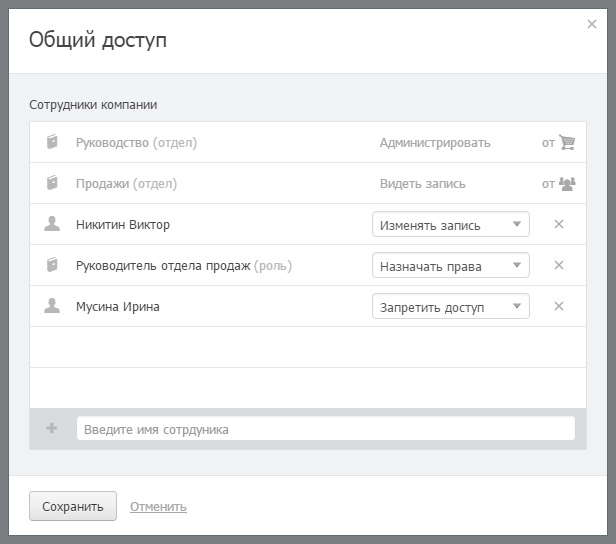 Общий доступ
Сотрудники компании
Руководство (отдел) Администрировать от
Продажи (отдел) Видеть запись от
Никитин Виктор Изменять запись
Руководитель отдела продаж (роль) Назначать права
Мусина Ирина Запретить доступ
Введите имя сотрдуника
Сохранить Отменить